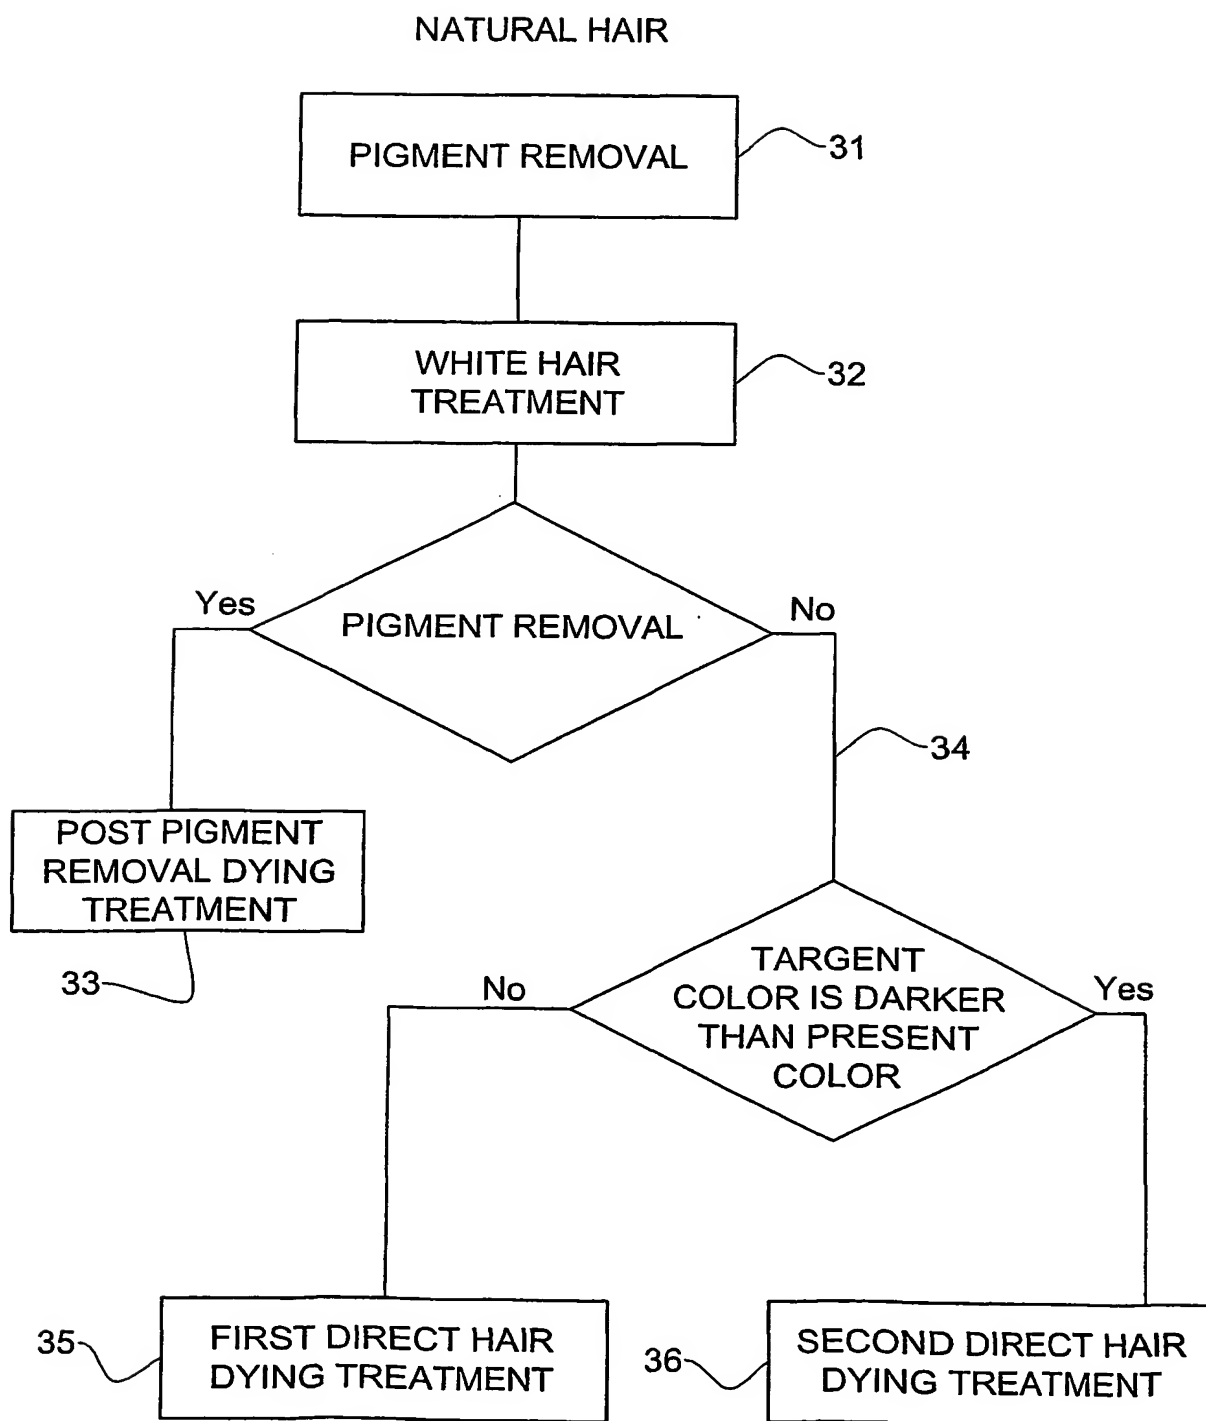 NATURAL HAIR
PIGMENT REMOVAL
31
WHITE HAIR
TREATMENT
32
Yes
PIGMENT REMOVAL
No
34
POST PIGMENT
REMOVAL DYING
TREATMENT
33
No
TARGENT
COLOR IS DARKER
THAN PRESENT
COLOR
Yes
35
FIRST DIRECT HAIR
DYING TREATMENT
36
SECOND DIRECT HAIR
DYING TREATMENT